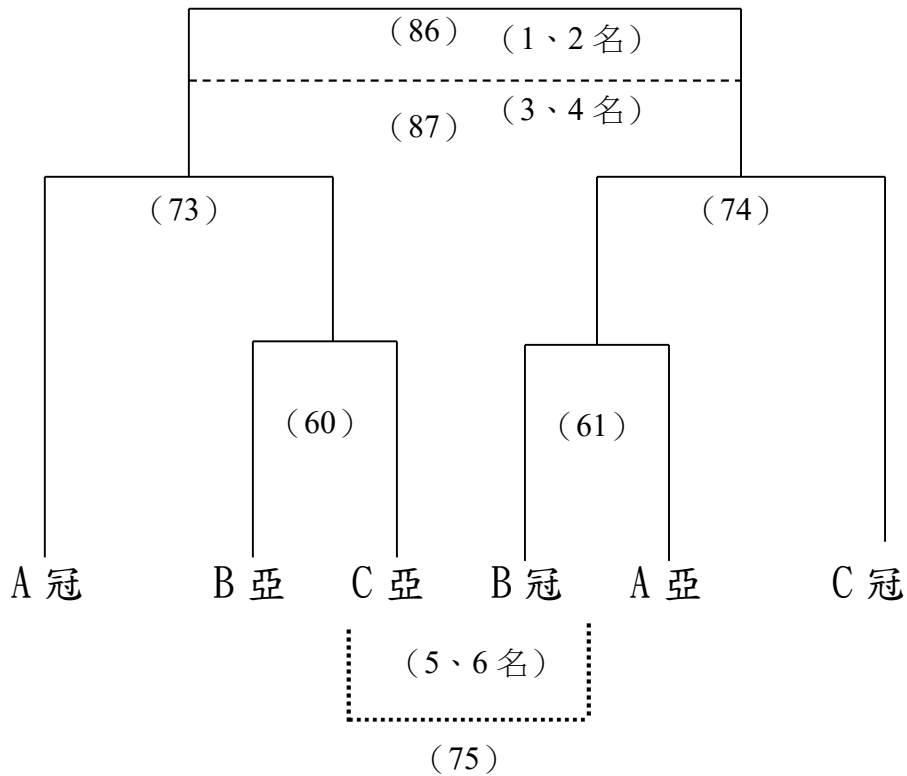 （86）（1、2 名）
（87）（3、4 名）
（73）
（74）
（60）
（61）
A 冠
B 亞
C 亞
B 冠
A 亞
C 冠
（5、6 名）
（75）